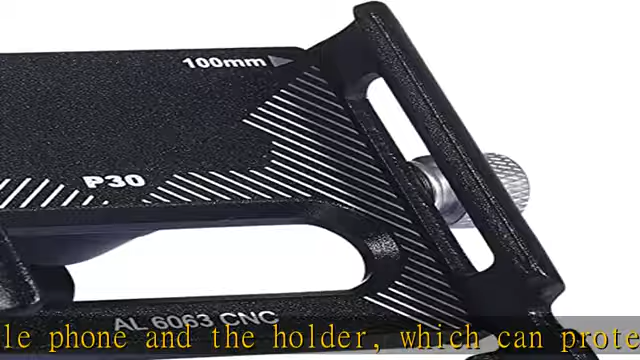 100mm
P30
AL 6063 CNC
le phone and the holder, which can prote